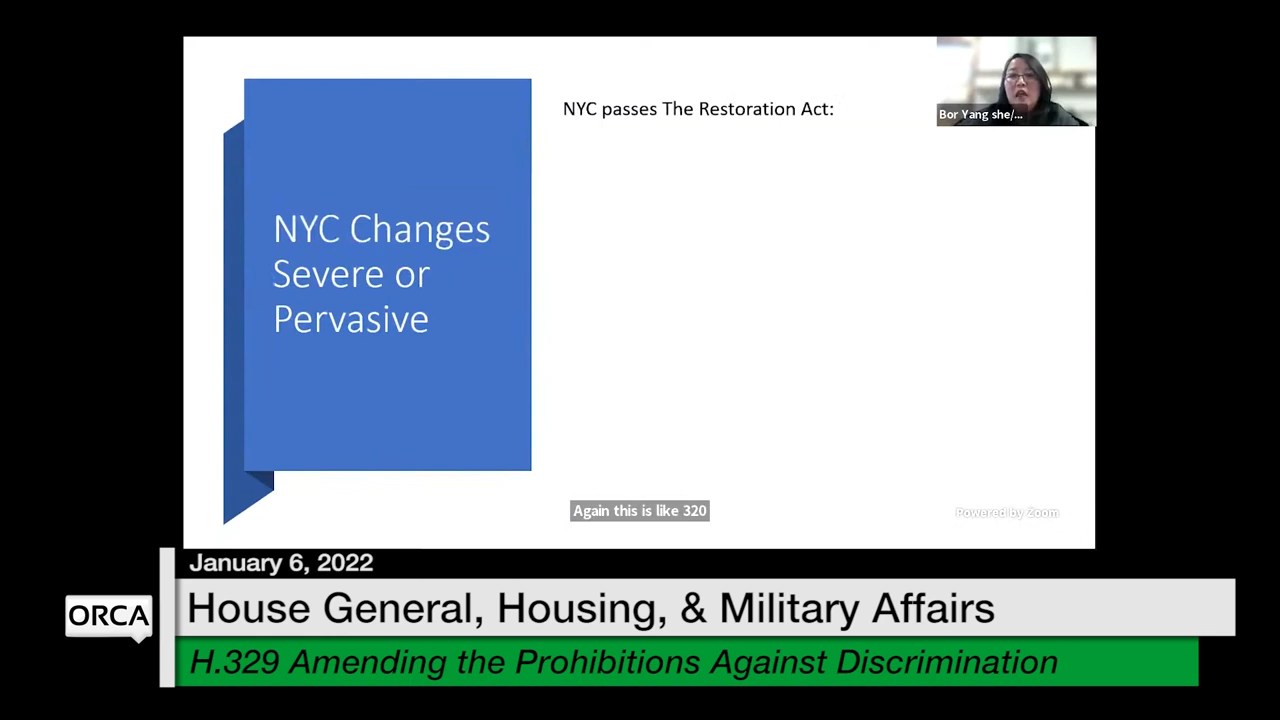 NYC passes The Restoration Act:
Bor Yang she/...
NYC Changes
Severe or
Pervasive
Again this is like 320
Powered by Zoom
January 6, 2022
ORCA
House General, Housing, & Military Affairs
H.329 Amending the Prohibitions Against Discrimination